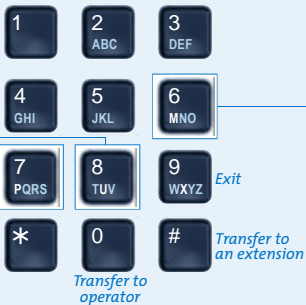 1 2 3
ABC DEF
4 5 6
GHI JKL MNO
7 8 9
PQRS TUV WXYZ Exit
* 0 # Transfer to
an extension
Transfer to
operator